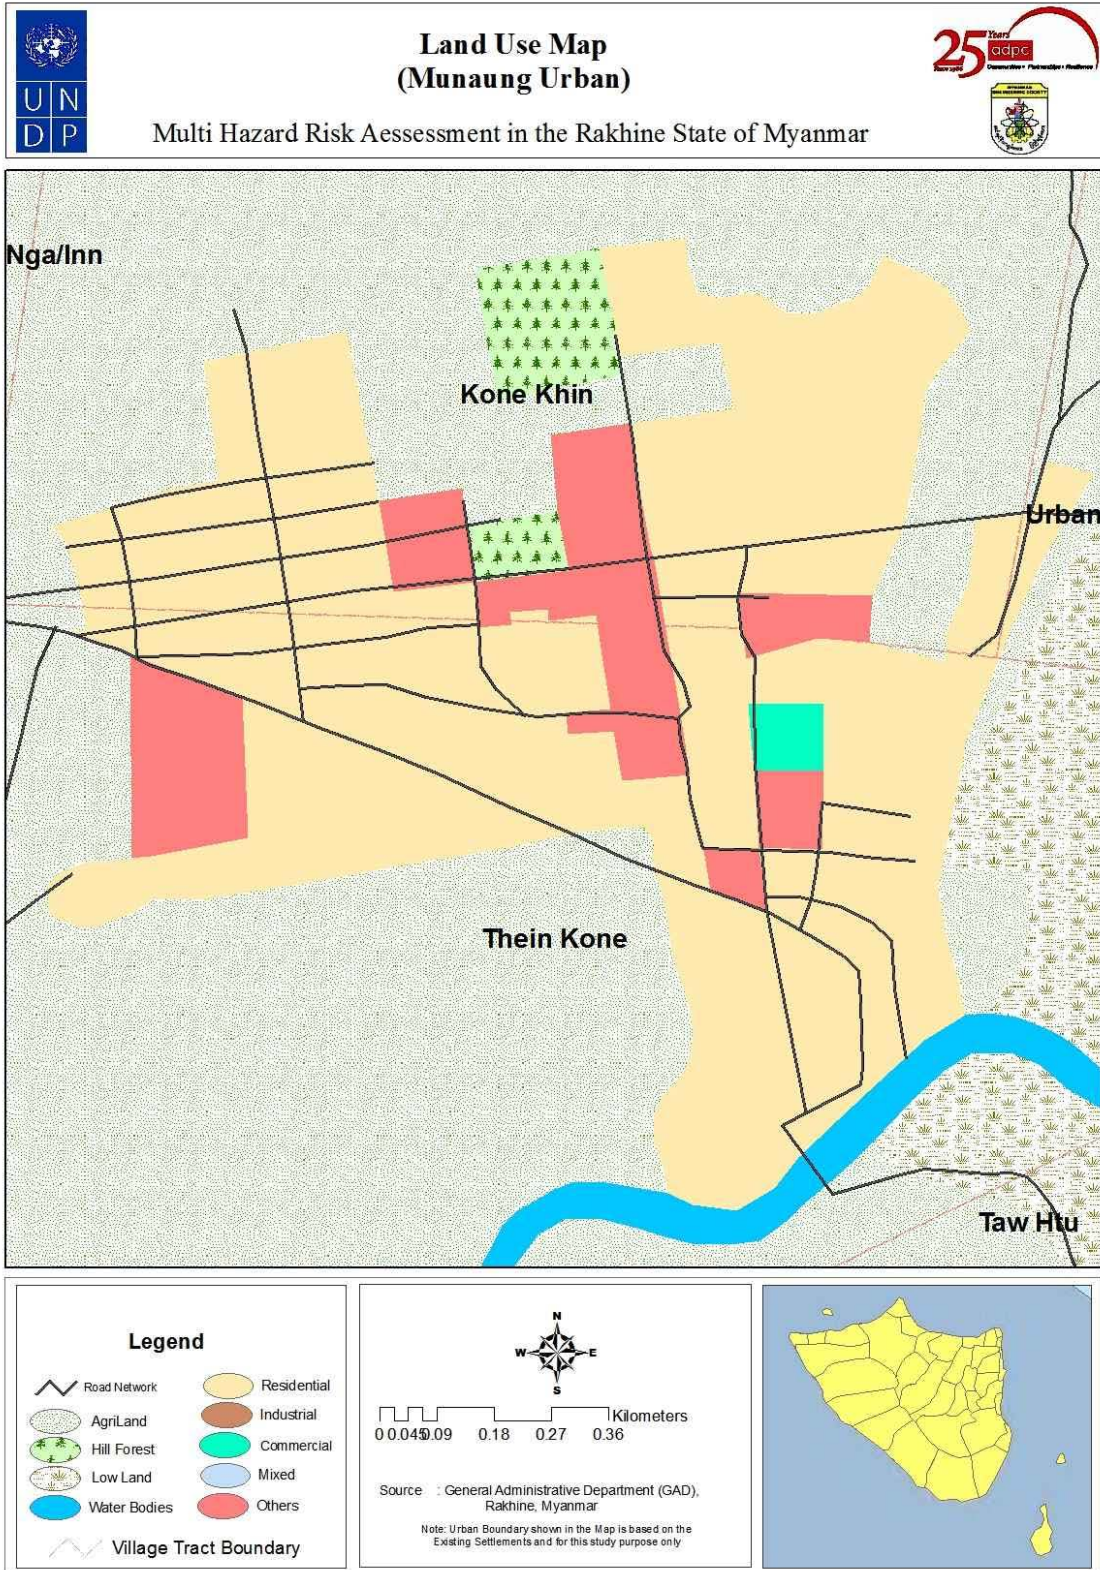 U N
D P
Land Use Map
(Munaung Urban)
Multi Hazard Risk Aessessment in the Rakhine State of Myanmar
25 Years
adpc
Nga/Inn
Kone Khin
Urban
Thein Kone
Taw Htu
Legend
Road Network
AgriLand
Hill Forest
Low Land
Water Bodies
Village Tract Boundary
Residential
Industrial
Commercial
Mixed
Others
N
W E
S
Kilometers
0 0.045 0.09 0.18 0.27 0.36
Source : General Administrative Department (GAD),
Rakhine, Myanmar
Note: Urban Boundary shown in the Map is based on the
Existing Settlements and for this study purpose only